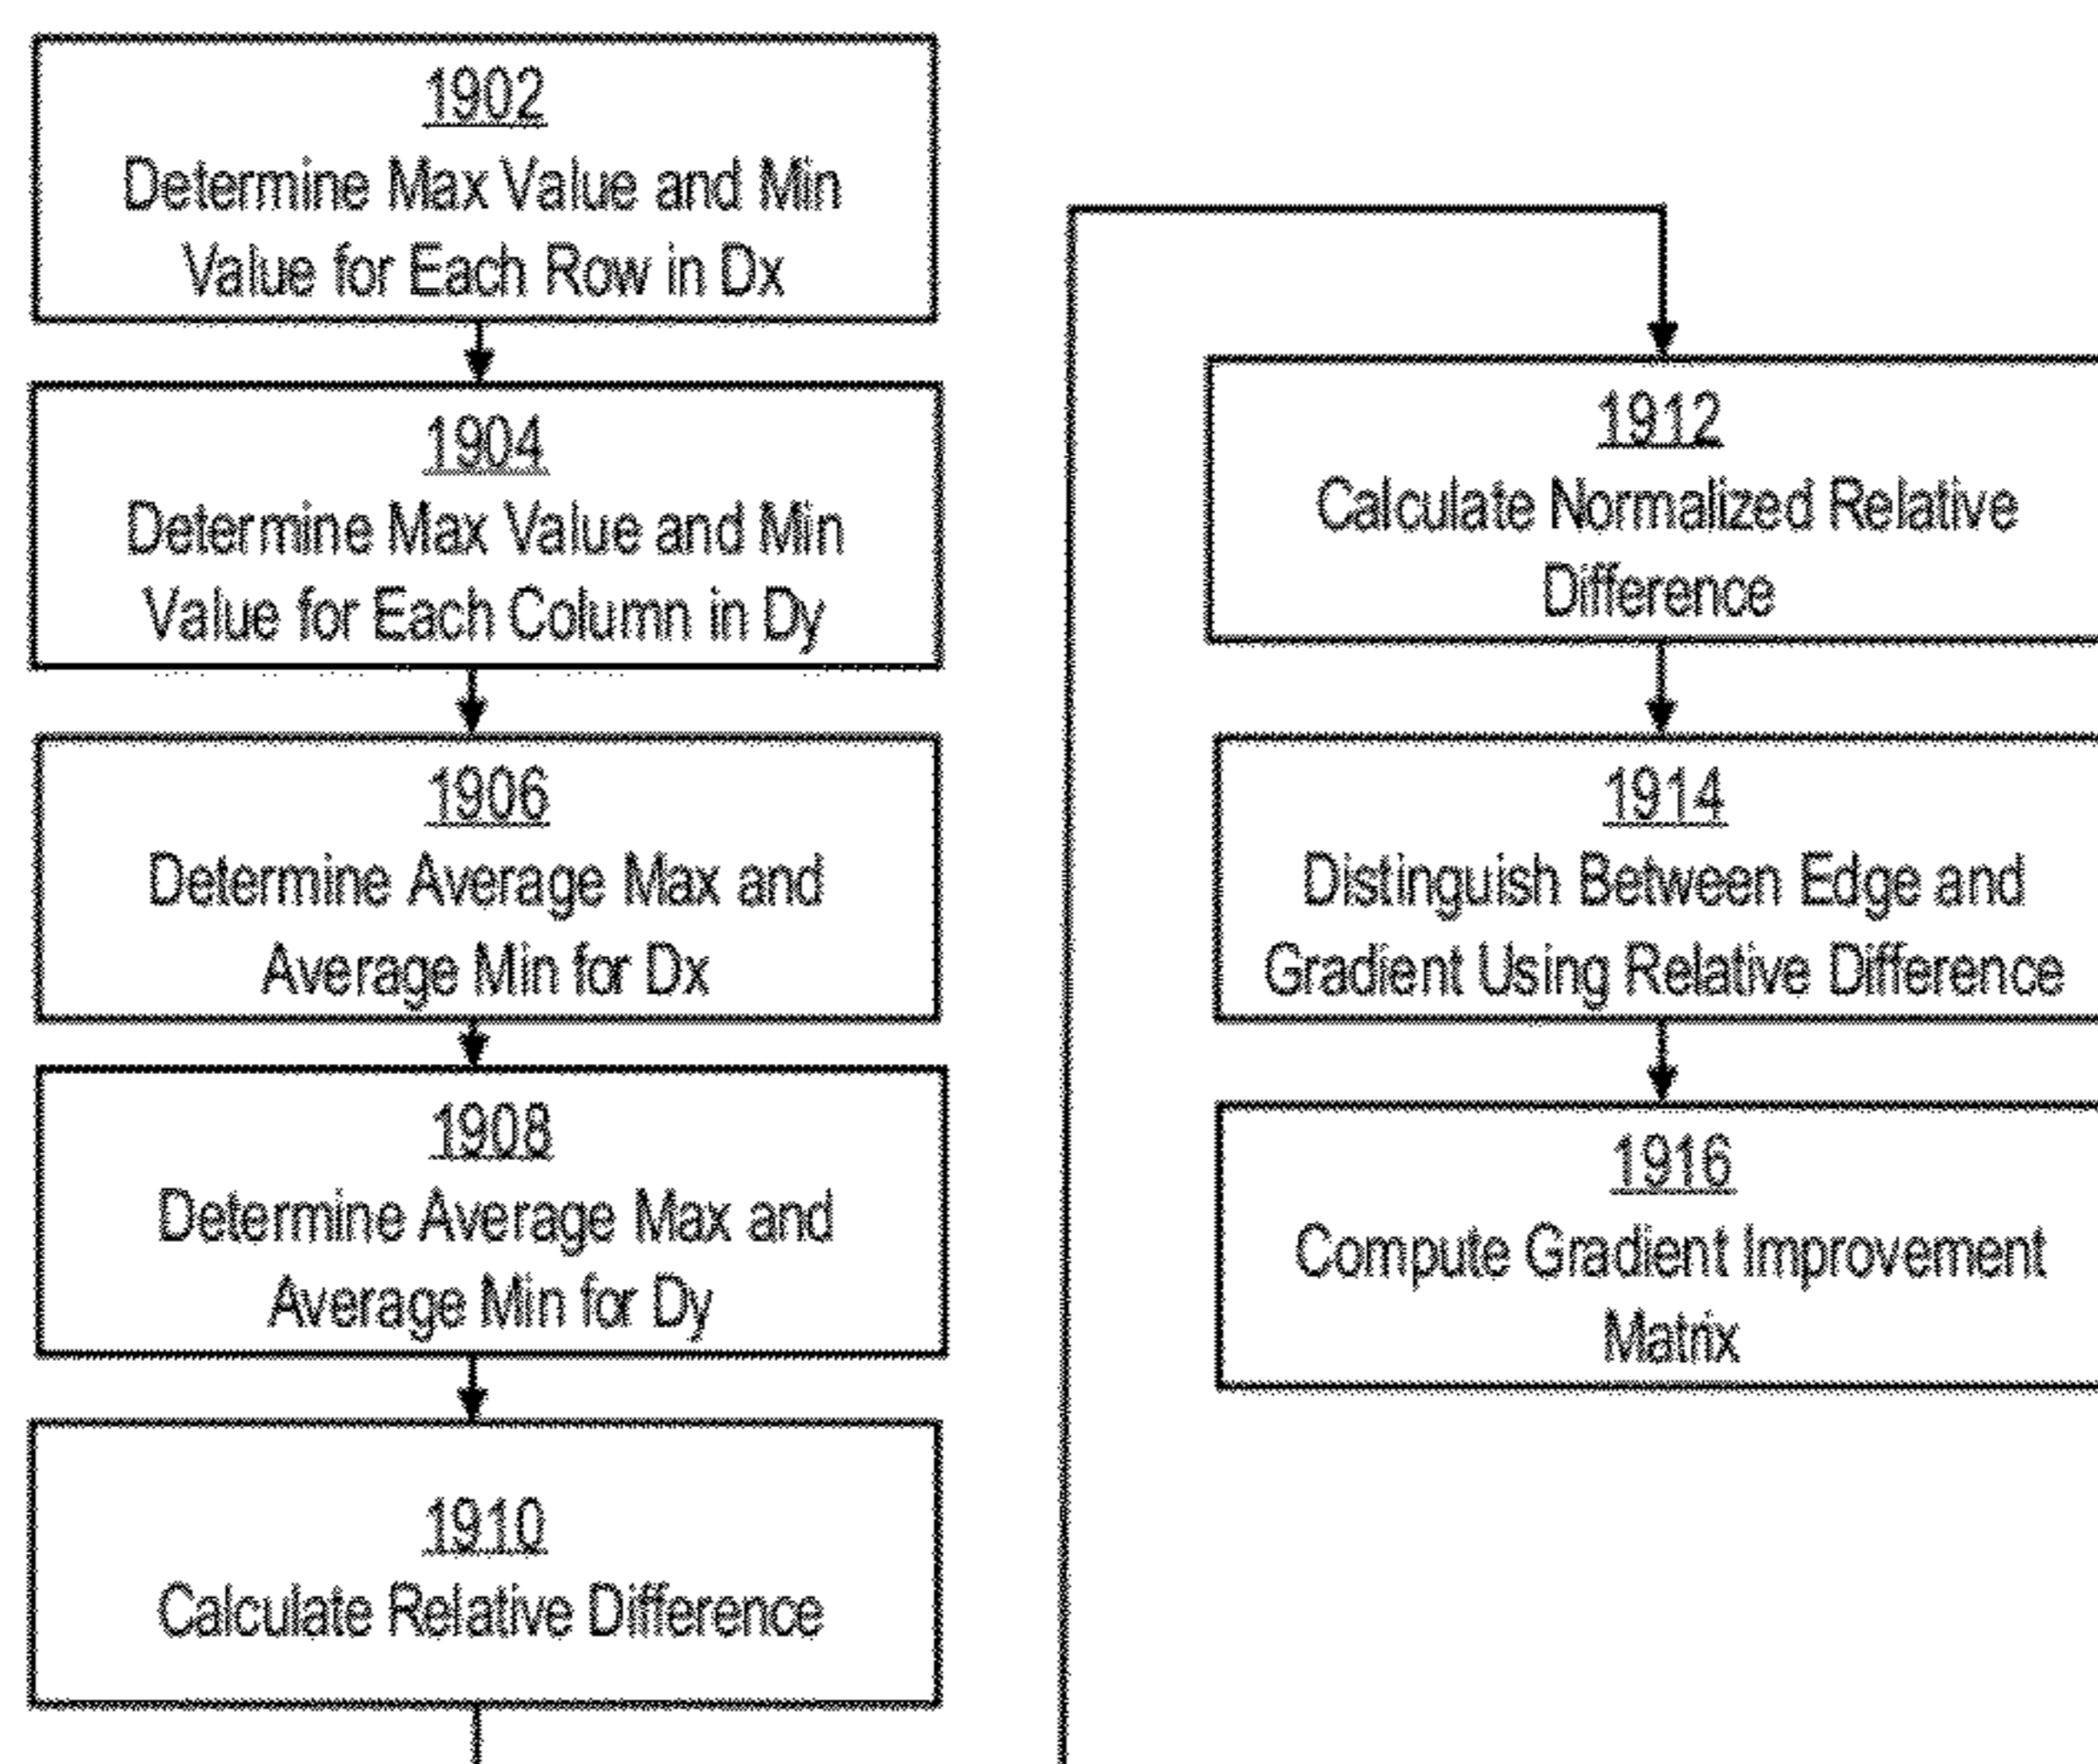 1902
Determine Max Value and Min
Value for Each Row in Dx
1904
Determine Max Value and Min
Value for Each Column in Dy
1906
Determine Average Max and
Average Min for Dx
1908
Determine Average Max and
Average Min for Dy
1910
Calculate Relative Difference
1912
Calculate Normalized Relative
Difference
1914
Distinguish Between Edge and
Gradient Using Relative Difference
1916
Compute Gradient Improvement
Matrix